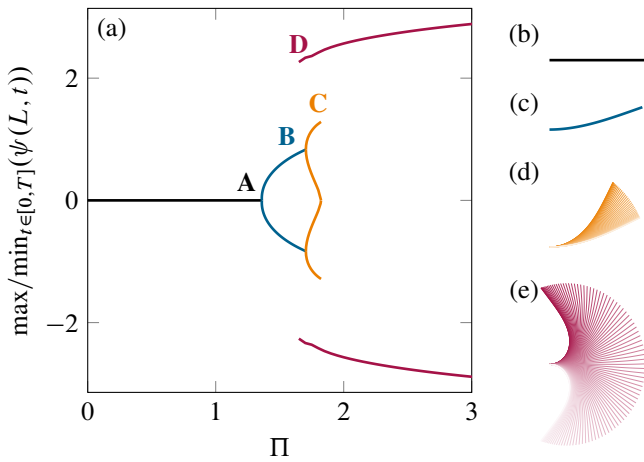 (a)
D
C
B
A
2
0
−2
0
1
2
3
Π
max/min_{t∈[0,T]}(ψ(L, t))
(b)
(c)
(d)
(e)